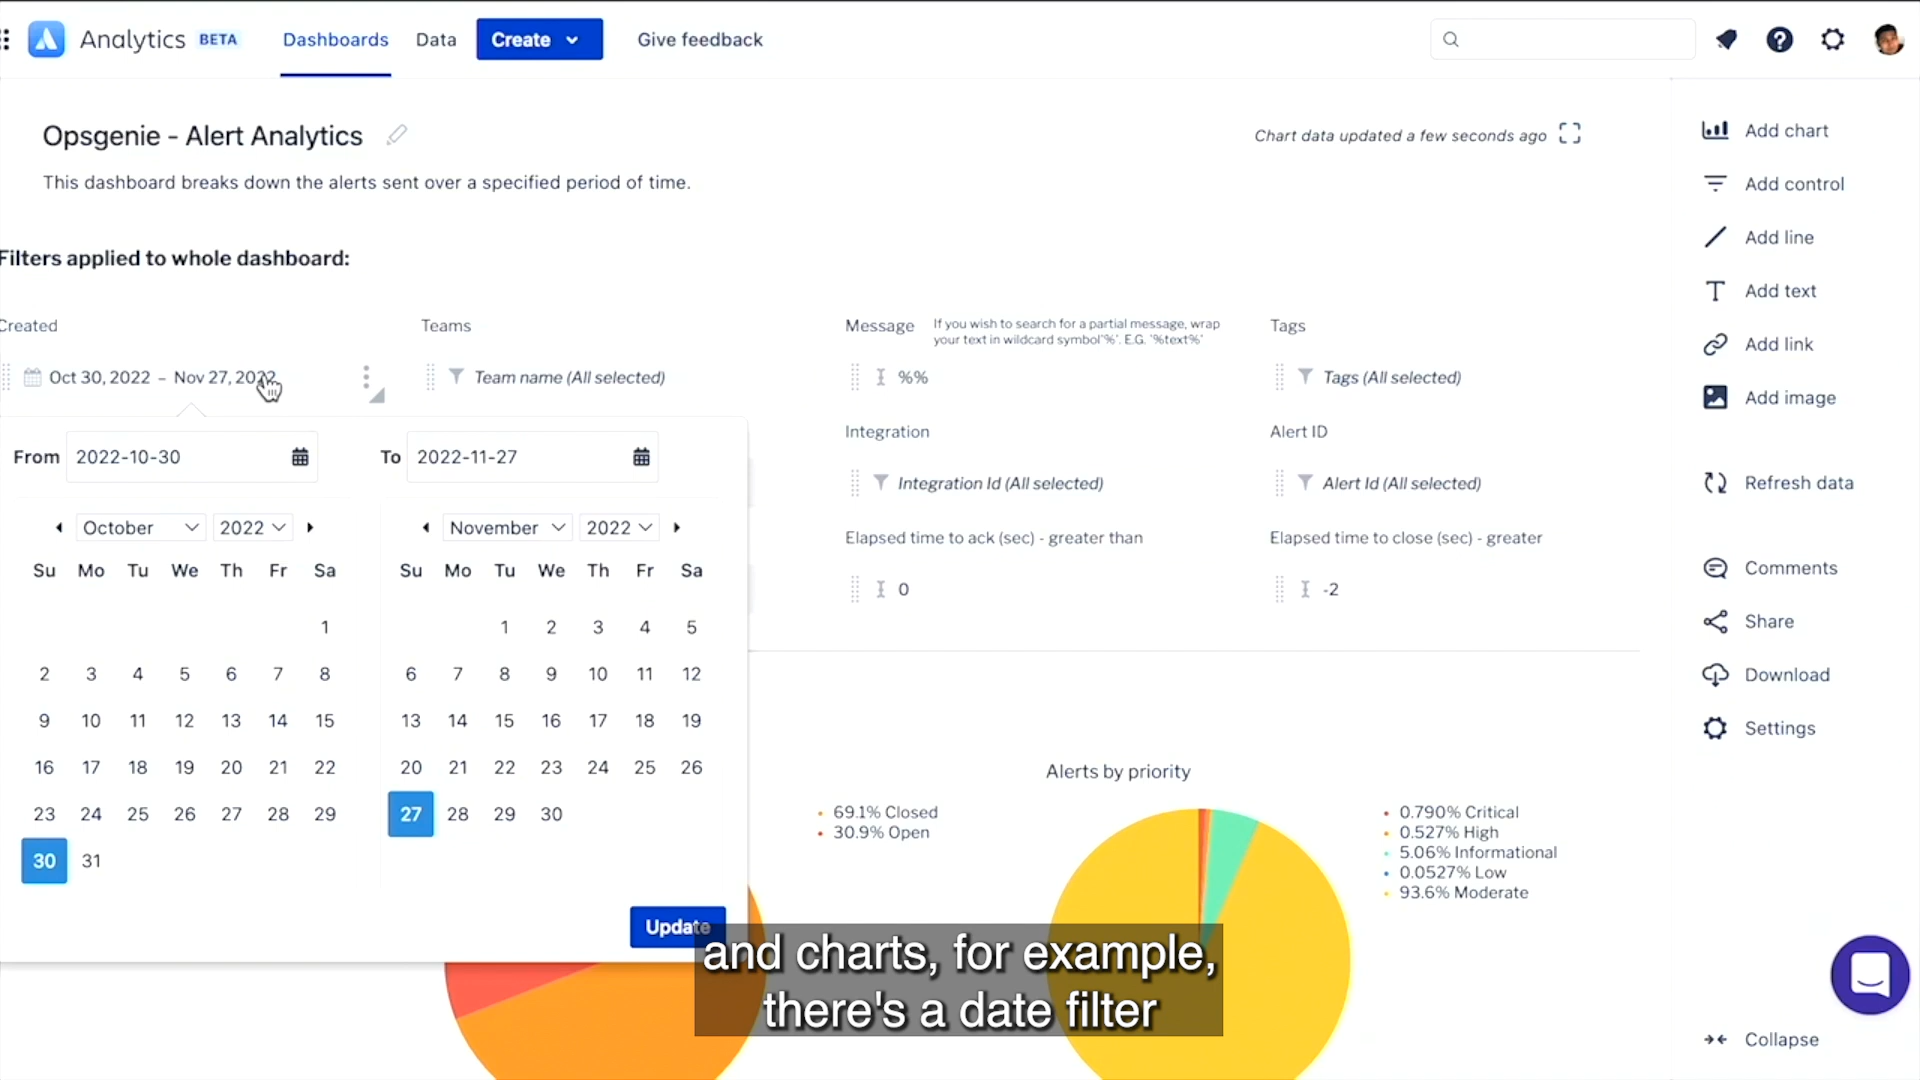 Analytics BETA Dashboards Data Create Give feedback
Opsgenie - Alert Analytics
Chart data updated a few seconds ago
This dashboard breaks down the alerts sent over a specified period of time.
Filters applied to whole dashboard:
Created
Oct 30, 2022 – Nov 27, 2022
Teams
Team name (All selected)
Message
If you wish to search for a partial message, wrap
your text in wildcard symbol'%'. E.G. '%text%'
%%
Tags
Tags (All selected)
Integration
Integration Id (All selected)
Alert ID
Alert Id (All selected)
Elapsed time to ack (sec) - greater than
0
Elapsed time to close (sec) - greater
-2
From 2022-10-30 To 2022-11-27
October 2022
Su Mo Tu We Th Fr Sa
1
2 3 4 5 6 7 8
9 10 11 12 13 14 15
16 17 18 19 20 21 22
23 24 25 26 27 28 29
30 31
November 2022
Su Mo Tu We Th Fr Sa
1 2 3 4 5
6 7 8 9 10 11 12
13 14 15 16 17 18 19
20 21 22 23 24 25 26
27 28 29 30
Update
69.1% Closed
30.9% Open
Alerts by priority
0.790% Critical
0.527% High
5.06% Informational
0.0527% Low
93.6% Moderate
Add chart
Add control
Add line
Add text
Add link
Add image
Refresh data
Comments
Share
Download
Settings
Collapse
and charts, for example,
there's a date filter